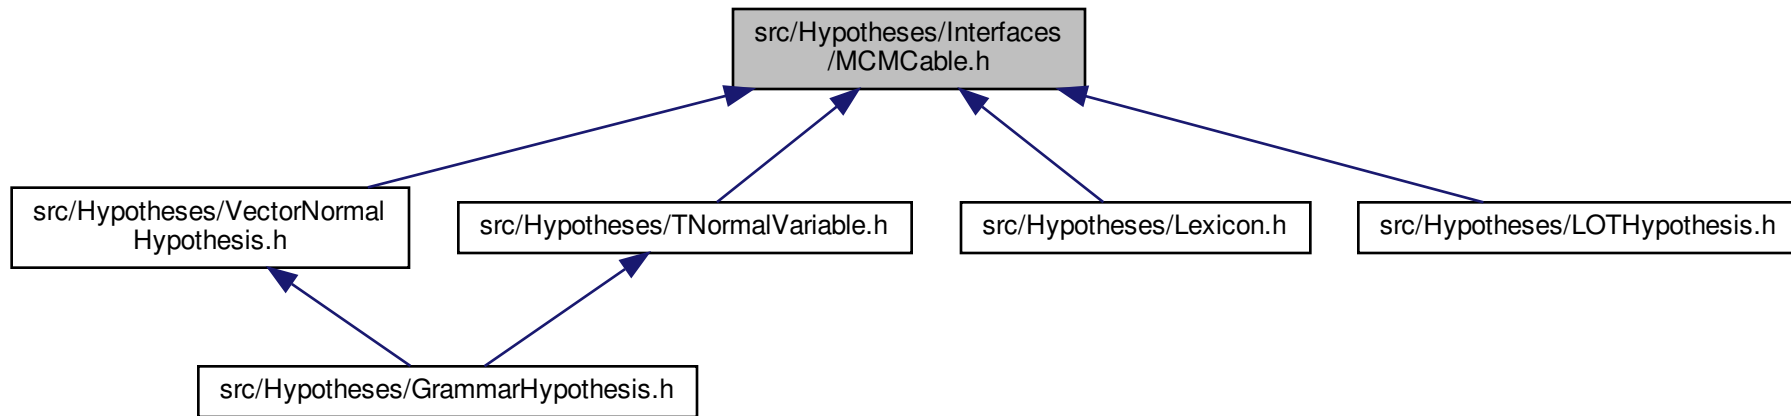 src/Hypotheses/Interfaces
/MCMCable.h
src/Hypotheses/VectorNormal
Hypothesis.h
src/Hypotheses/TNormalVariable.h
src/Hypotheses/Lexicon.h
src/Hypotheses/LOTHypothesis.h
src/Hypotheses/GrammarHypothesis.h